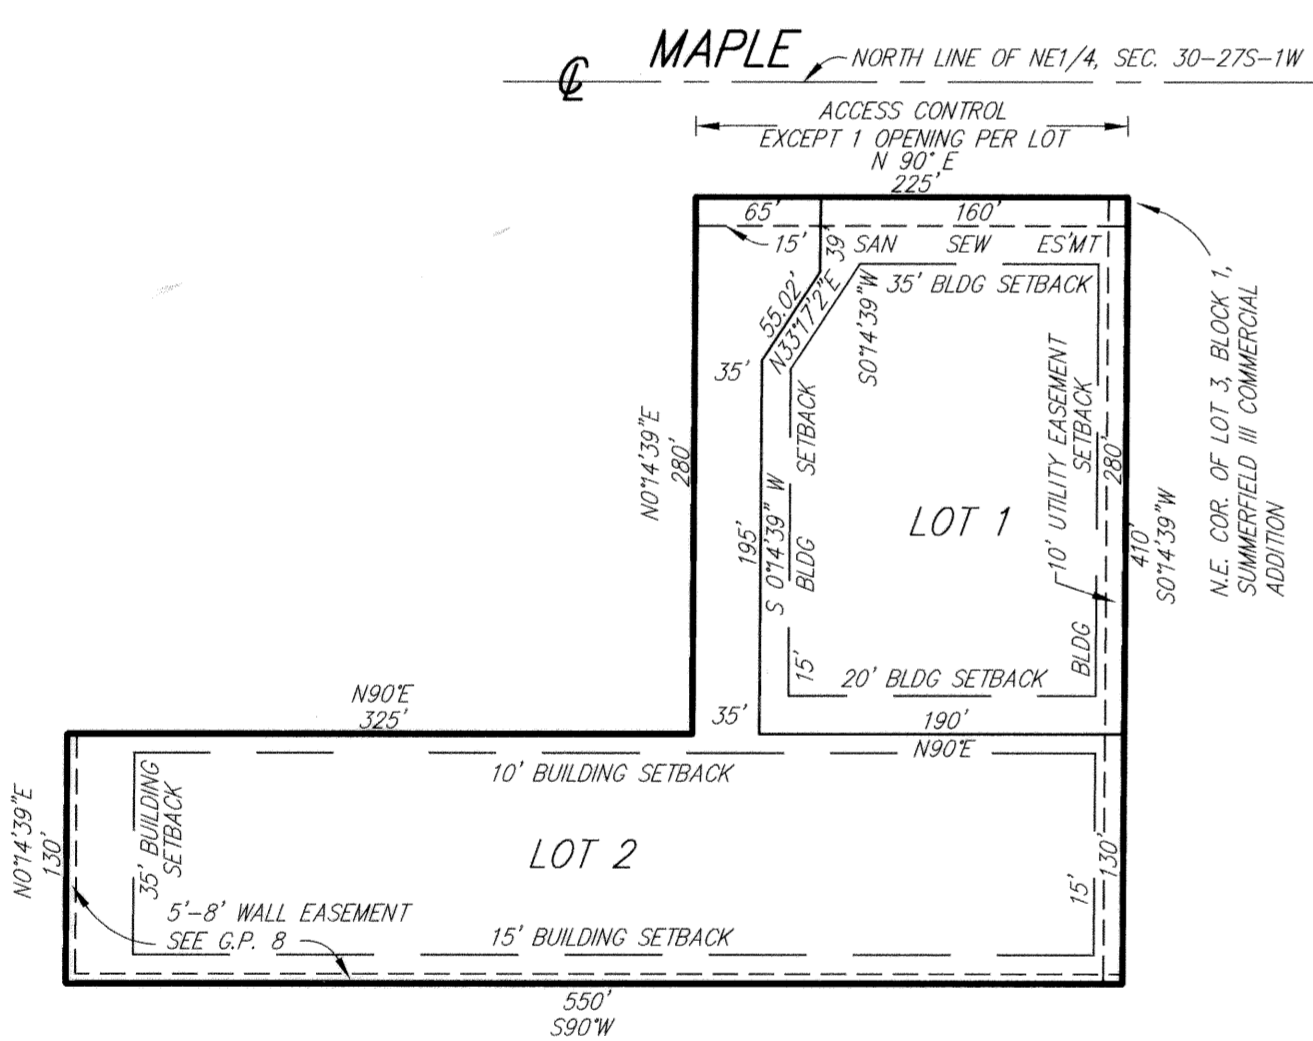 MAPLE
℄
NORTH LINE OF NE1/4, SEC. 30-27S-1W
ACCESS CONTROL
EXCEPT 1 OPENING PER LOT
N 90° E
225'
65'
160'
15'
39'
SAN SEW ES'MT
35' BLDG SETBACK
55.02'
N33°17'2"E
S0°14'39"W
35'
N0°14'39"E
280'
195'
S 0°14'39" W
BLDG SETBACK
15'
LOT 1
10' UTILITY EASEMENT
BLDG SETBACK
280'
410'
S0°14'39"W
N.E. COR. OF LOT 3, BLOCK 1,
SUMMERFIELD III COMMERCIAL
ADDITION
20' BLDG SETBACK
35'
190'
N90°E
N90°E
325'
10' BUILDING SETBACK
N0°14'39"E
130'
35' BUILDING
SETBACK
LOT 2
130'
15'
5'-8' WALL EASEMENT
SEE G.P. 8
15' BUILDING SETBACK
550'
S90°W